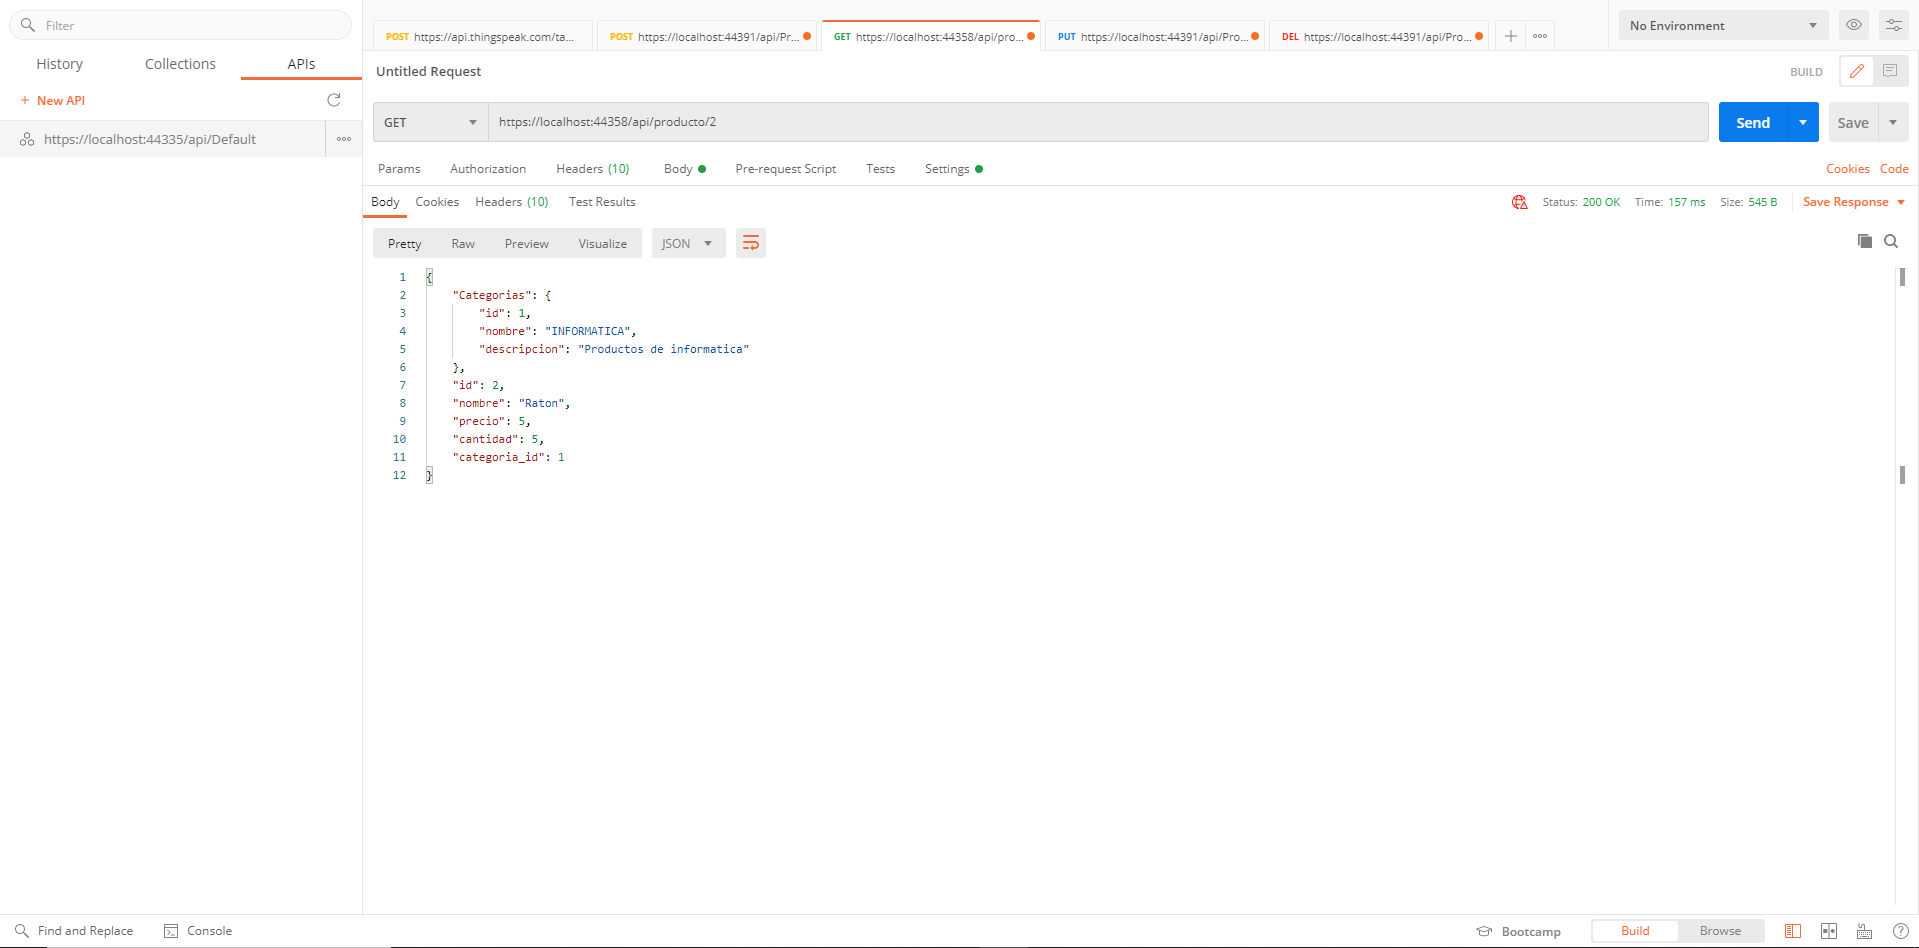 Filter
History Collections APIs
+ New API
https://localhost:44335/api/Default
POST https://api.thingspeak.com/ta...
POST https://localhost:44391/api/Pr...
GET https://localhost:44358/api/pro...
PUT https://localhost:44391/api/Pro...
DEL https://localhost:44391/api/Pro...
No Environment
Untitled Request
BUILD
GET https://localhost:44358/api/producto/2
Send Save
Params Authorization Headers (10) Body Pre-request Script Tests Settings
Cookies Code
Body Cookies Headers (10) Test Results
Status: 200 OK Time: 157 ms Size: 545 B Save Response
Pretty Raw Preview Visualize JSON
1 {
2 "Categorias": {
3 "id": 1,
4 "nombre": "INFORMATICA",
5 "descripcion": "Productos de informatica"
6 },
7 "id": 2,
8 "nombre": "Raton",
9 "precio": 5,
10 "cantidad": 5,
11 "categoria_id": 1
12 }
Find and Replace Console
Bootcamp Build Browse